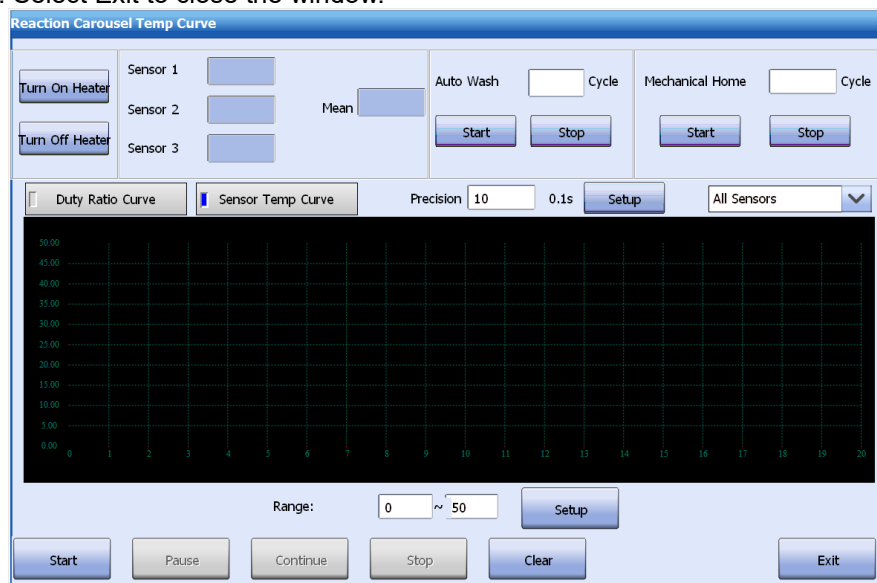 . Select Exit to close the window.
Reaction Carousel Temp Curve
Turn On Heater
Turn Off Heater
Sensor 1
Sensor 2
Sensor 3
Mean
Auto Wash Cycle
Start Stop
Mechanical Home Cycle
Start Stop
Duty Ratio Curve Sensor Temp Curve Precision 10 0.1s Setup All Sensors
50.00
45.00
40.00
35.00
30.00
25.00
20.00
15.00
10.00
5.00
0.00
0 1 2 3 4 5 6 7 8 9 10 11 12 13 14 15 16 17 18 19 20
Range: 0 ~ 50 Setup
Start Pause Continue Stop Clear Exit